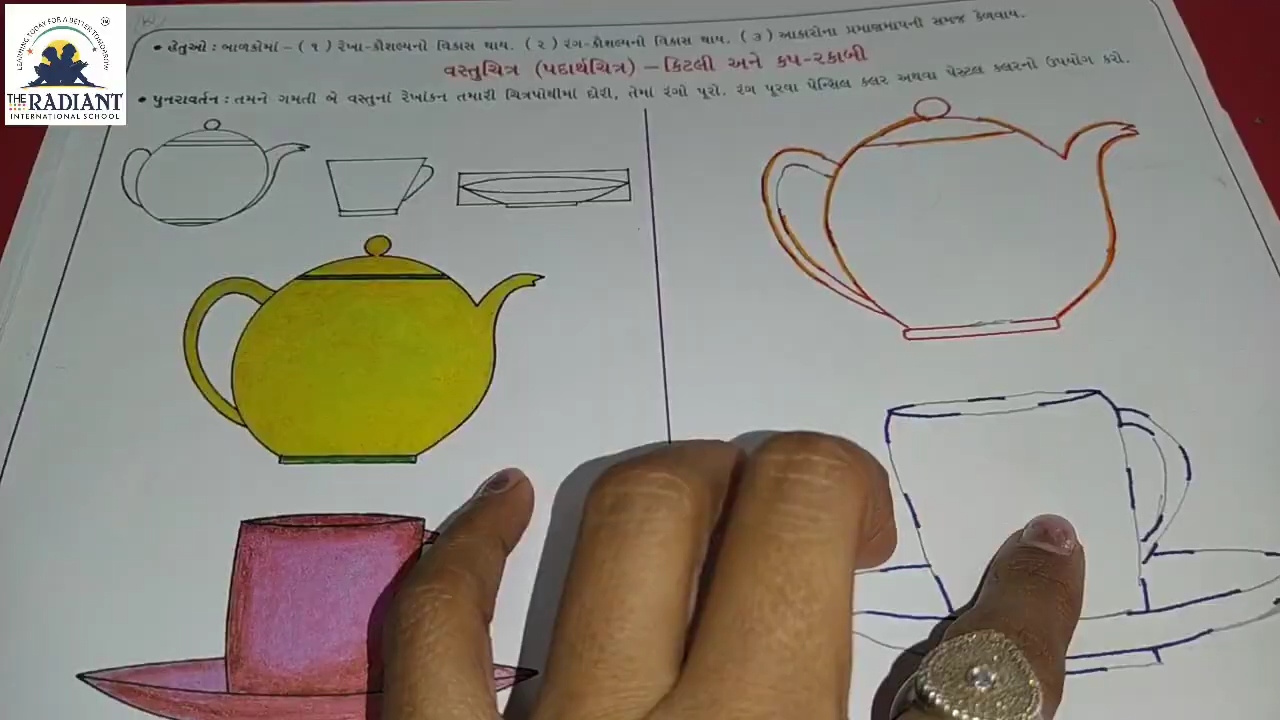 LEARNING TODAY FOR A BETTER TOMORROW
THE RADIANT
INTERNATIONAL SCHOOL
• હેતુઓ : બાળકોમાં – (૧) રેખા-કૌશલ્યનો વિકાસ થાય. (૨) રંગ-કૌશલ્યનો વિકાસ થાય. (૩) આકારોના પ્રમાણમાપની સમજ કેળવાય.
વસ્તુચિત્ર (પદાર્થચિત્ર) – કિટલી અને કપ-રકાબી
• પુનરાવર્તન : તમને ગમતી બે વસ્તુનાં રેખાંકન તમારી ચિત્રપોથીમાં દોરી, તેમાં રંગો પૂરો. રંગ પૂરવા પેન્સિલ કલર અથવા પેસ્ટલ કલરનો ઉપયોગ કરો.